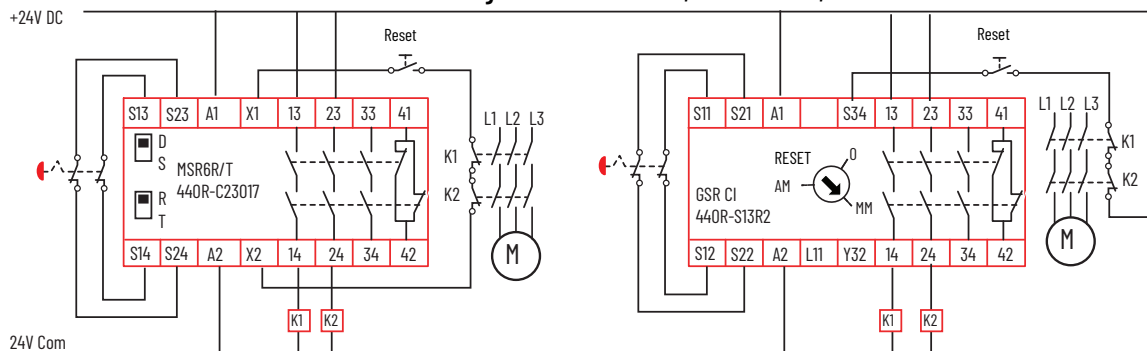 +24V DC
Reset
S13 S23 A1 X1 13 23 33 41
D
S
MSR6R/T
440R-C23017
R
T
S14 S24 A2 X2 14 24 34 42
L1 L2 L3
K1
K2
M
K1 K2
24V Com
Reset
S11 S21 A1 S34 13 23 33 41
RESET 0
AM
MM
GSR CI
440R-S13R2
S12 S22 A2 L11 Y32 14 24 34 42
L1 L2 L3
K1
K2
M
K1 K2